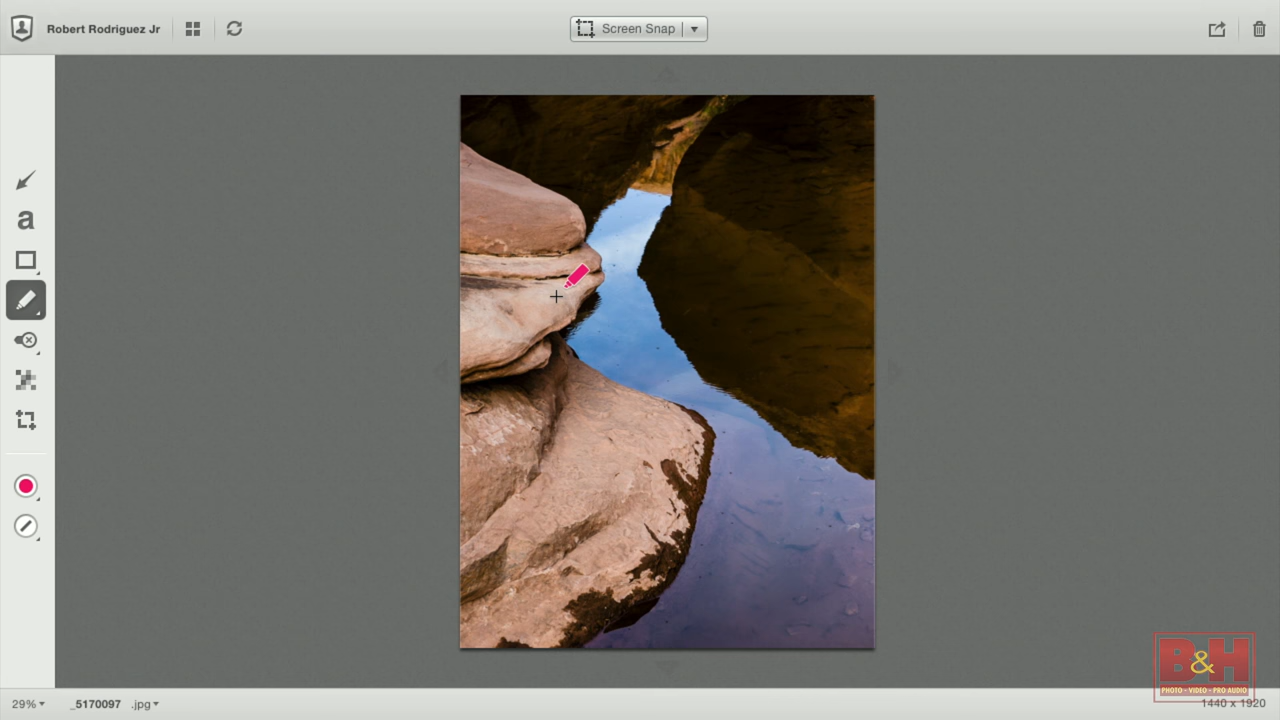 Robert Rodriguez Jr
Screen Snap
a
B&H
PHOTO • VIDEO • PRO AUDIO
29%
_5170097 .jpg
1440 x 1920